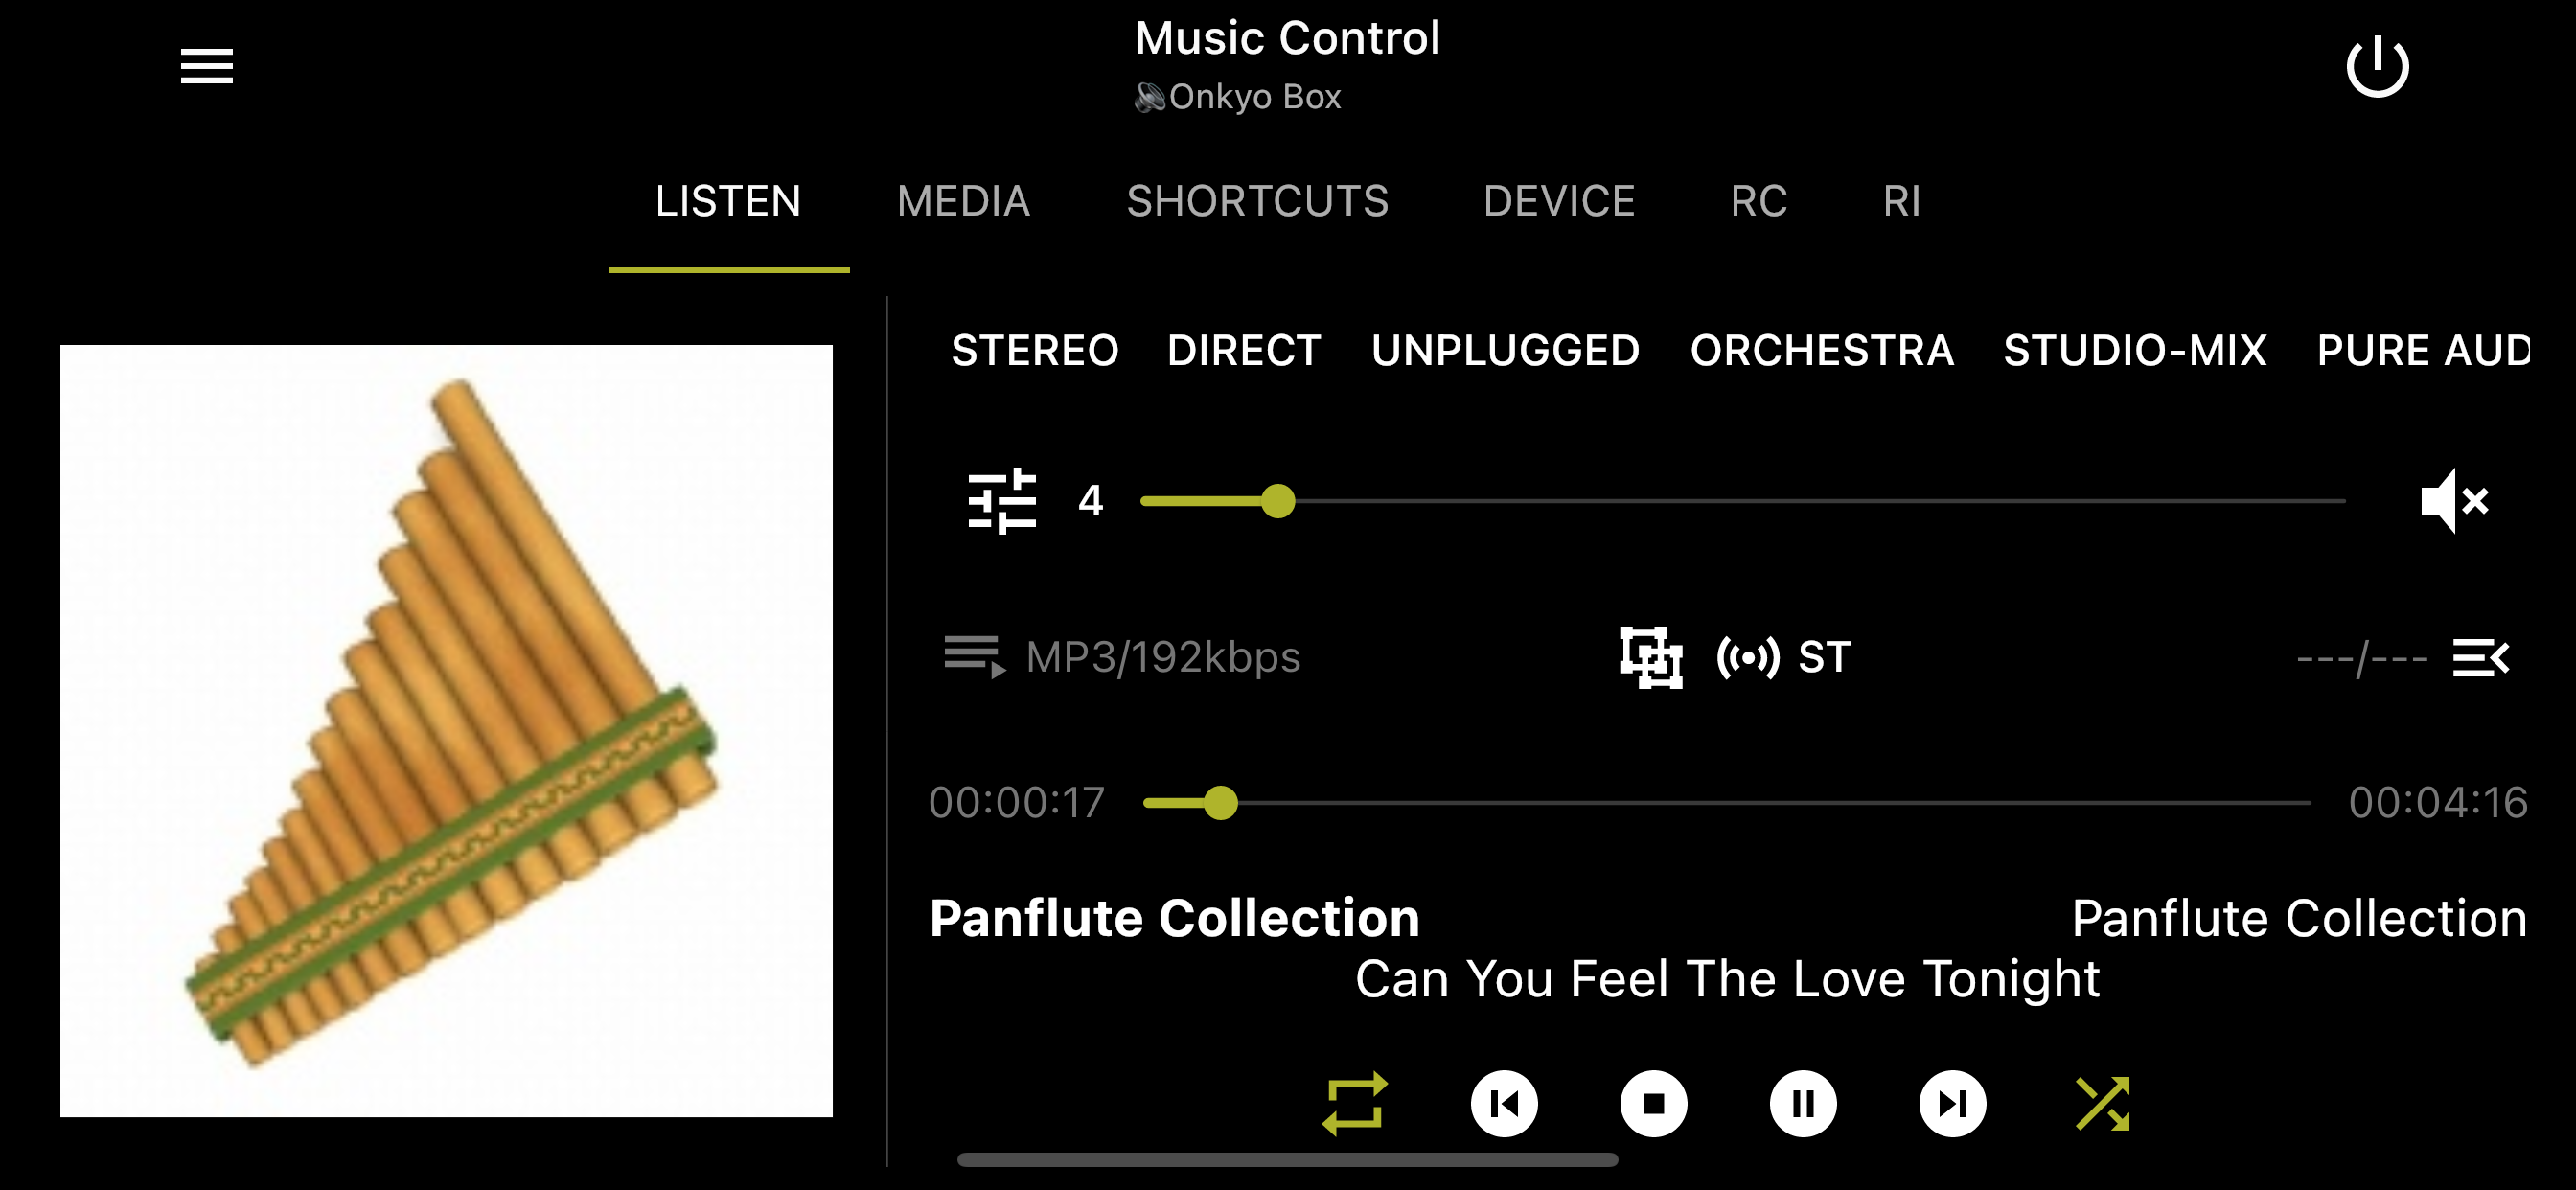 Music Control
Onkyo Box
LISTEN MEDIA SHORTCUTS DEVICE RC RI
STEREO DIRECT UNPLUGGED ORCHESTRA STUDIO-MIX PURE AUD
4
MP3/192kbps ST ---/---
00:00:17 00:04:16
Panflute Collection Panflute Collection
Can You Feel The Love Tonight